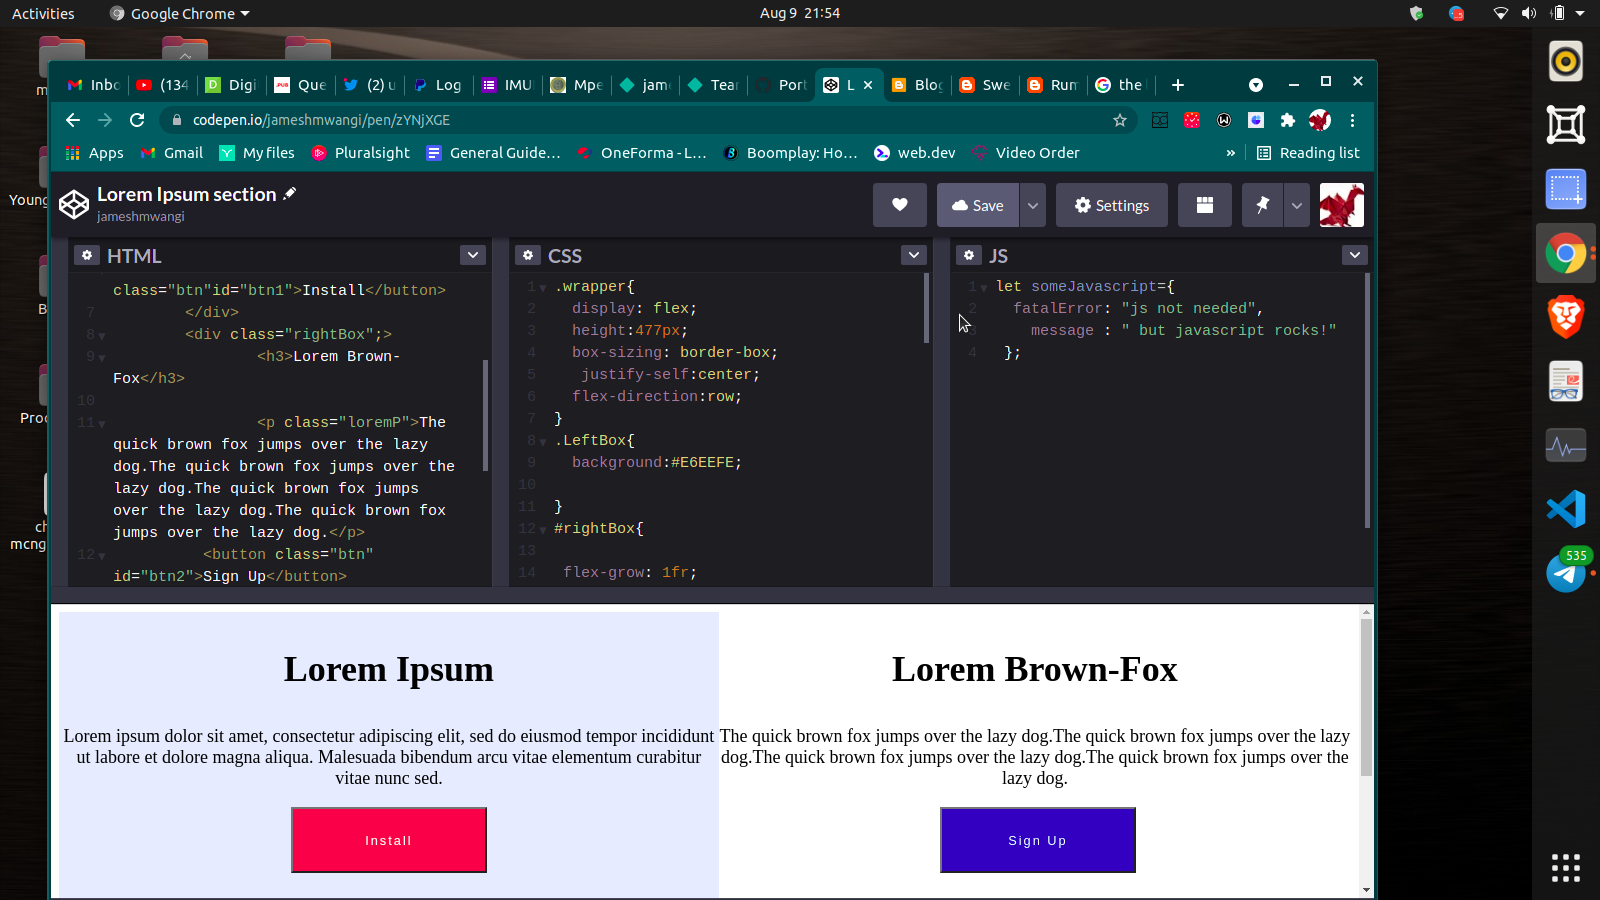 Activities
Google Chrome
Aug 9 21:54
Inbo
(134
Digi
Que
(2) u
Log
IMU
Mpe
jame
Tear
Port
L
Blog
Swe
Rum
the
codepen.io/jameshmwangi/pen/zYNjXGE
Apps
Gmail
My files
Pluralsight
General Guide...
OneForma - L...
Boomplay: Ho...
web.dev
Video Order
»
Reading list
Lorem Ipsum section
jameshmwangi
Save
Settings
HTML
class="btn"id="btn1">Install</button>
7 </div>
8 <div class="rightBox";>
9 <h3>Lorem Brown-
Fox</h3>
10
11 <p class="loremP">The
quick brown fox jumps over the lazy
dog.The quick brown fox jumps over the
lazy dog.The quick brown fox jumps
over the lazy dog.The quick brown fox
jumps over the lazy dog.</p>
12 <button class="btn"
id="btn2">Sign Up</button>
CSS
1 .wrapper{
2 display: flex;
3 height:477px;
4 box-sizing: border-box;
5 justify-self:center;
6 flex-direction:row;
7 }
8 .LeftBox{
9 background:#E6EEFE;
10
11 }
12 #rightBox{
13
14 flex-grow: 1fr;
JS
1 let someJavascript={
2 fatalError: "js not needed",
3 message : " but javascript rocks!"
4 };
Lorem Ipsum
Lorem ipsum dolor sit amet, consectetur adipiscing elit, sed do eiusmod tempor incididunt
ut labore et dolore magna aliqua. Malesuada bibendum arcu vitae elementum curabitur
vitae nunc sed.
Install
Lorem Brown-Fox
The quick brown fox jumps over the lazy dog.The quick brown fox jumps over the lazy
dog.The quick brown fox jumps over the lazy dog.The quick brown fox jumps over the
lazy dog.
Sign Up
Young
B
Proc
ch
mcng
535